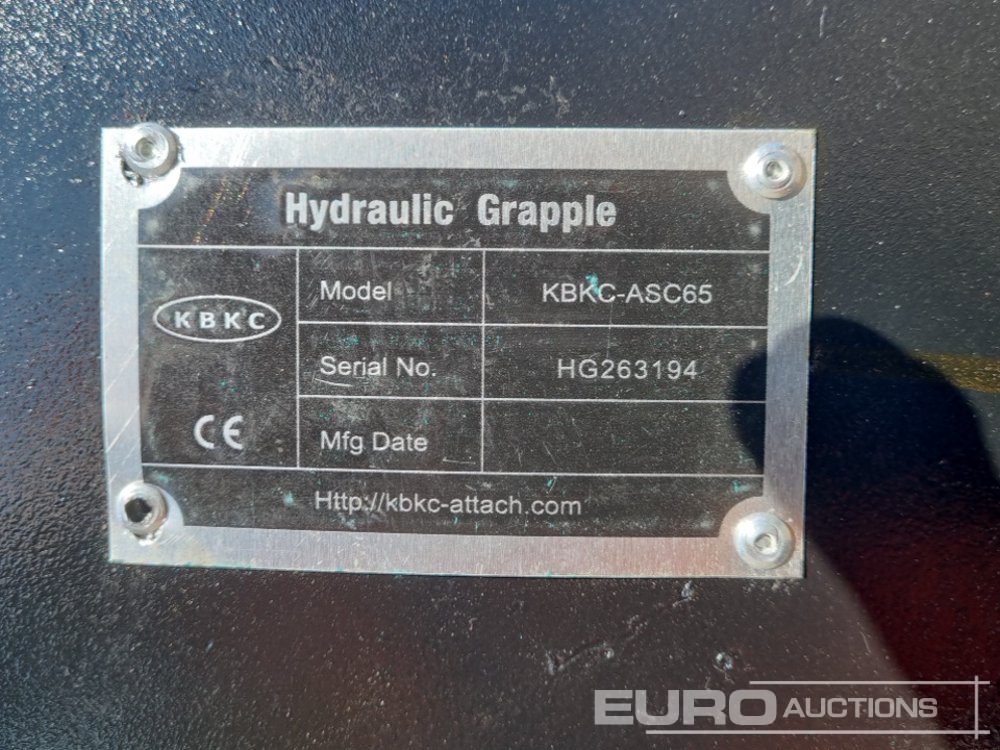 Hydraulic Grapple
KBKC
CE
Model KBKC-ASC65
Serial No. HG263194
Mfg Date
Http://kbkc-attach.com
EURO AUCTIONS